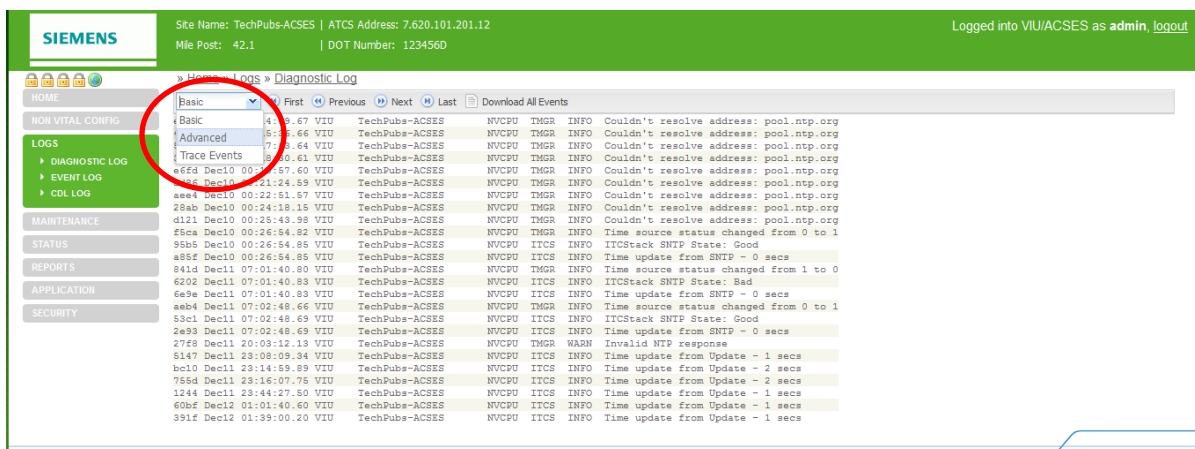 SIEMENS
Site Name: TechPubs-ACSES | ATCS Address: 7.620.101.201.12
Mile Post: 42.1 | DOT Number: 123456D
Logged into VIU/ACSES as admin, logout
» Home » Logs » Diagnostic Log
HOME
NON VITAL CONFIG
LOGS
DIAGNOSTIC LOG
EVENT LOG
CDL LOG
MAINTENANCE
STATUS
REPORTS
APPLICATION
SECURITY
Basic First Previous Next Last Download All Events
Basic
Advanced
Trace Events
VIU TechPubs-ACSES NVCPU TMGR INFO Couldn't resolve address: pool.ntp.org
VIU TechPubs-ACSES NVCPU TMGR INFO Couldn't resolve address: pool.ntp.org
VIU TechPubs-ACSES NVCPU TMGR INFO Couldn't resolve address: pool.ntp.org
VIU TechPubs-ACSES NVCPU TMGR INFO Couldn't resolve address: pool.ntp.org
e6fd Dec10 VIU TechPubs-ACSES NVCPU TMGR INFO Couldn't resolve address: pool.ntp.org
Dec10 VIU TechPubs-ACSES NVCPU TMGR INFO Couldn't resolve address: pool.ntp.org
aee4 Dec10 00:22:51.57 VIU TechPubs-ACSES NVCPU TMGR INFO Couldn't resolve address: pool.ntp.org
28ab Dec10 00:24:18.15 VIU TechPubs-ACSES NVCPU TMGR INFO Couldn't resolve address: pool.ntp.org
d121 Dec10 00:25:43.98 VIU TechPubs-ACSES NVCPU TMGR INFO Couldn't resolve address: pool.ntp.org
f5ca Dec10 00:26:54.82 VIU TechPubs-ACSES NVCPU TMGR INFO Time source status changed from 0 to 1
95b5 Dec10 00:26:54.85 VIU TechPubs-ACSES NVCPU ITCS INFO ITCStack SNTP State: Good
a85f Dec10 00:26:54.85 VIU TechPubs-ACSES NVCPU ITCS INFO Time update from SNTP - 0 secs
841d Dec11 07:01:40.80 VIU TechPubs-ACSES NVCPU TMGR INFO Time source status changed from 1 to 0
6202 Dec11 07:01:40.83 VIU TechPubs-ACSES NVCPU ITCS INFO ITCStack SNTP State: Bad
6e9e Dec11 07:01:40.83 VIU TechPubs-ACSES NVCPU ITCS INFO Time update from SNTP - 0 secs
aeb4 Dec11 07:02:48.66 VIU TechPubs-ACSES NVCPU TMGR INFO Time source status changed from 0 to 1
53c1 Dec11 07:02:48.69 VIU TechPubs-ACSES NVCPU ITCS INFO ITCStack SNTP State: Good
2e93 Dec11 07:02:48.69 VIU TechPubs-ACSES NVCPU ITCS INFO Time update from SNTP - 0 secs
27f8 Dec11 20:03:12.13 VIU TechPubs-ACSES NVCPU TMGR WARN Invalid NTP response
5147 Dec11 23:08:09.34 VIU TechPubs-ACSES NVCPU ITCS INFO Time update from Update - 1 secs
bc10 Dec11 23:14:59.89 VIU TechPubs-ACSES NVCPU ITCS INFO Time update from Update - 2 secs
755d Dec11 23:16:07.75 VIU TechPubs-ACSES NVCPU ITCS INFO Time update from Update - 2 secs
1244 Dec11 23:44:27.50 VIU TechPubs-ACSES NVCPU ITCS INFO Time update from Update - 1 secs
60bf Dec12 01:01:40.60 VIU TechPubs-ACSES NVCPU ITCS INFO Time update from Update - 1 secs
391f Dec12 01:39:00.20 VIU TechPubs-ACSES NVCPU ITCS INFO Time update from Update - 1 secs